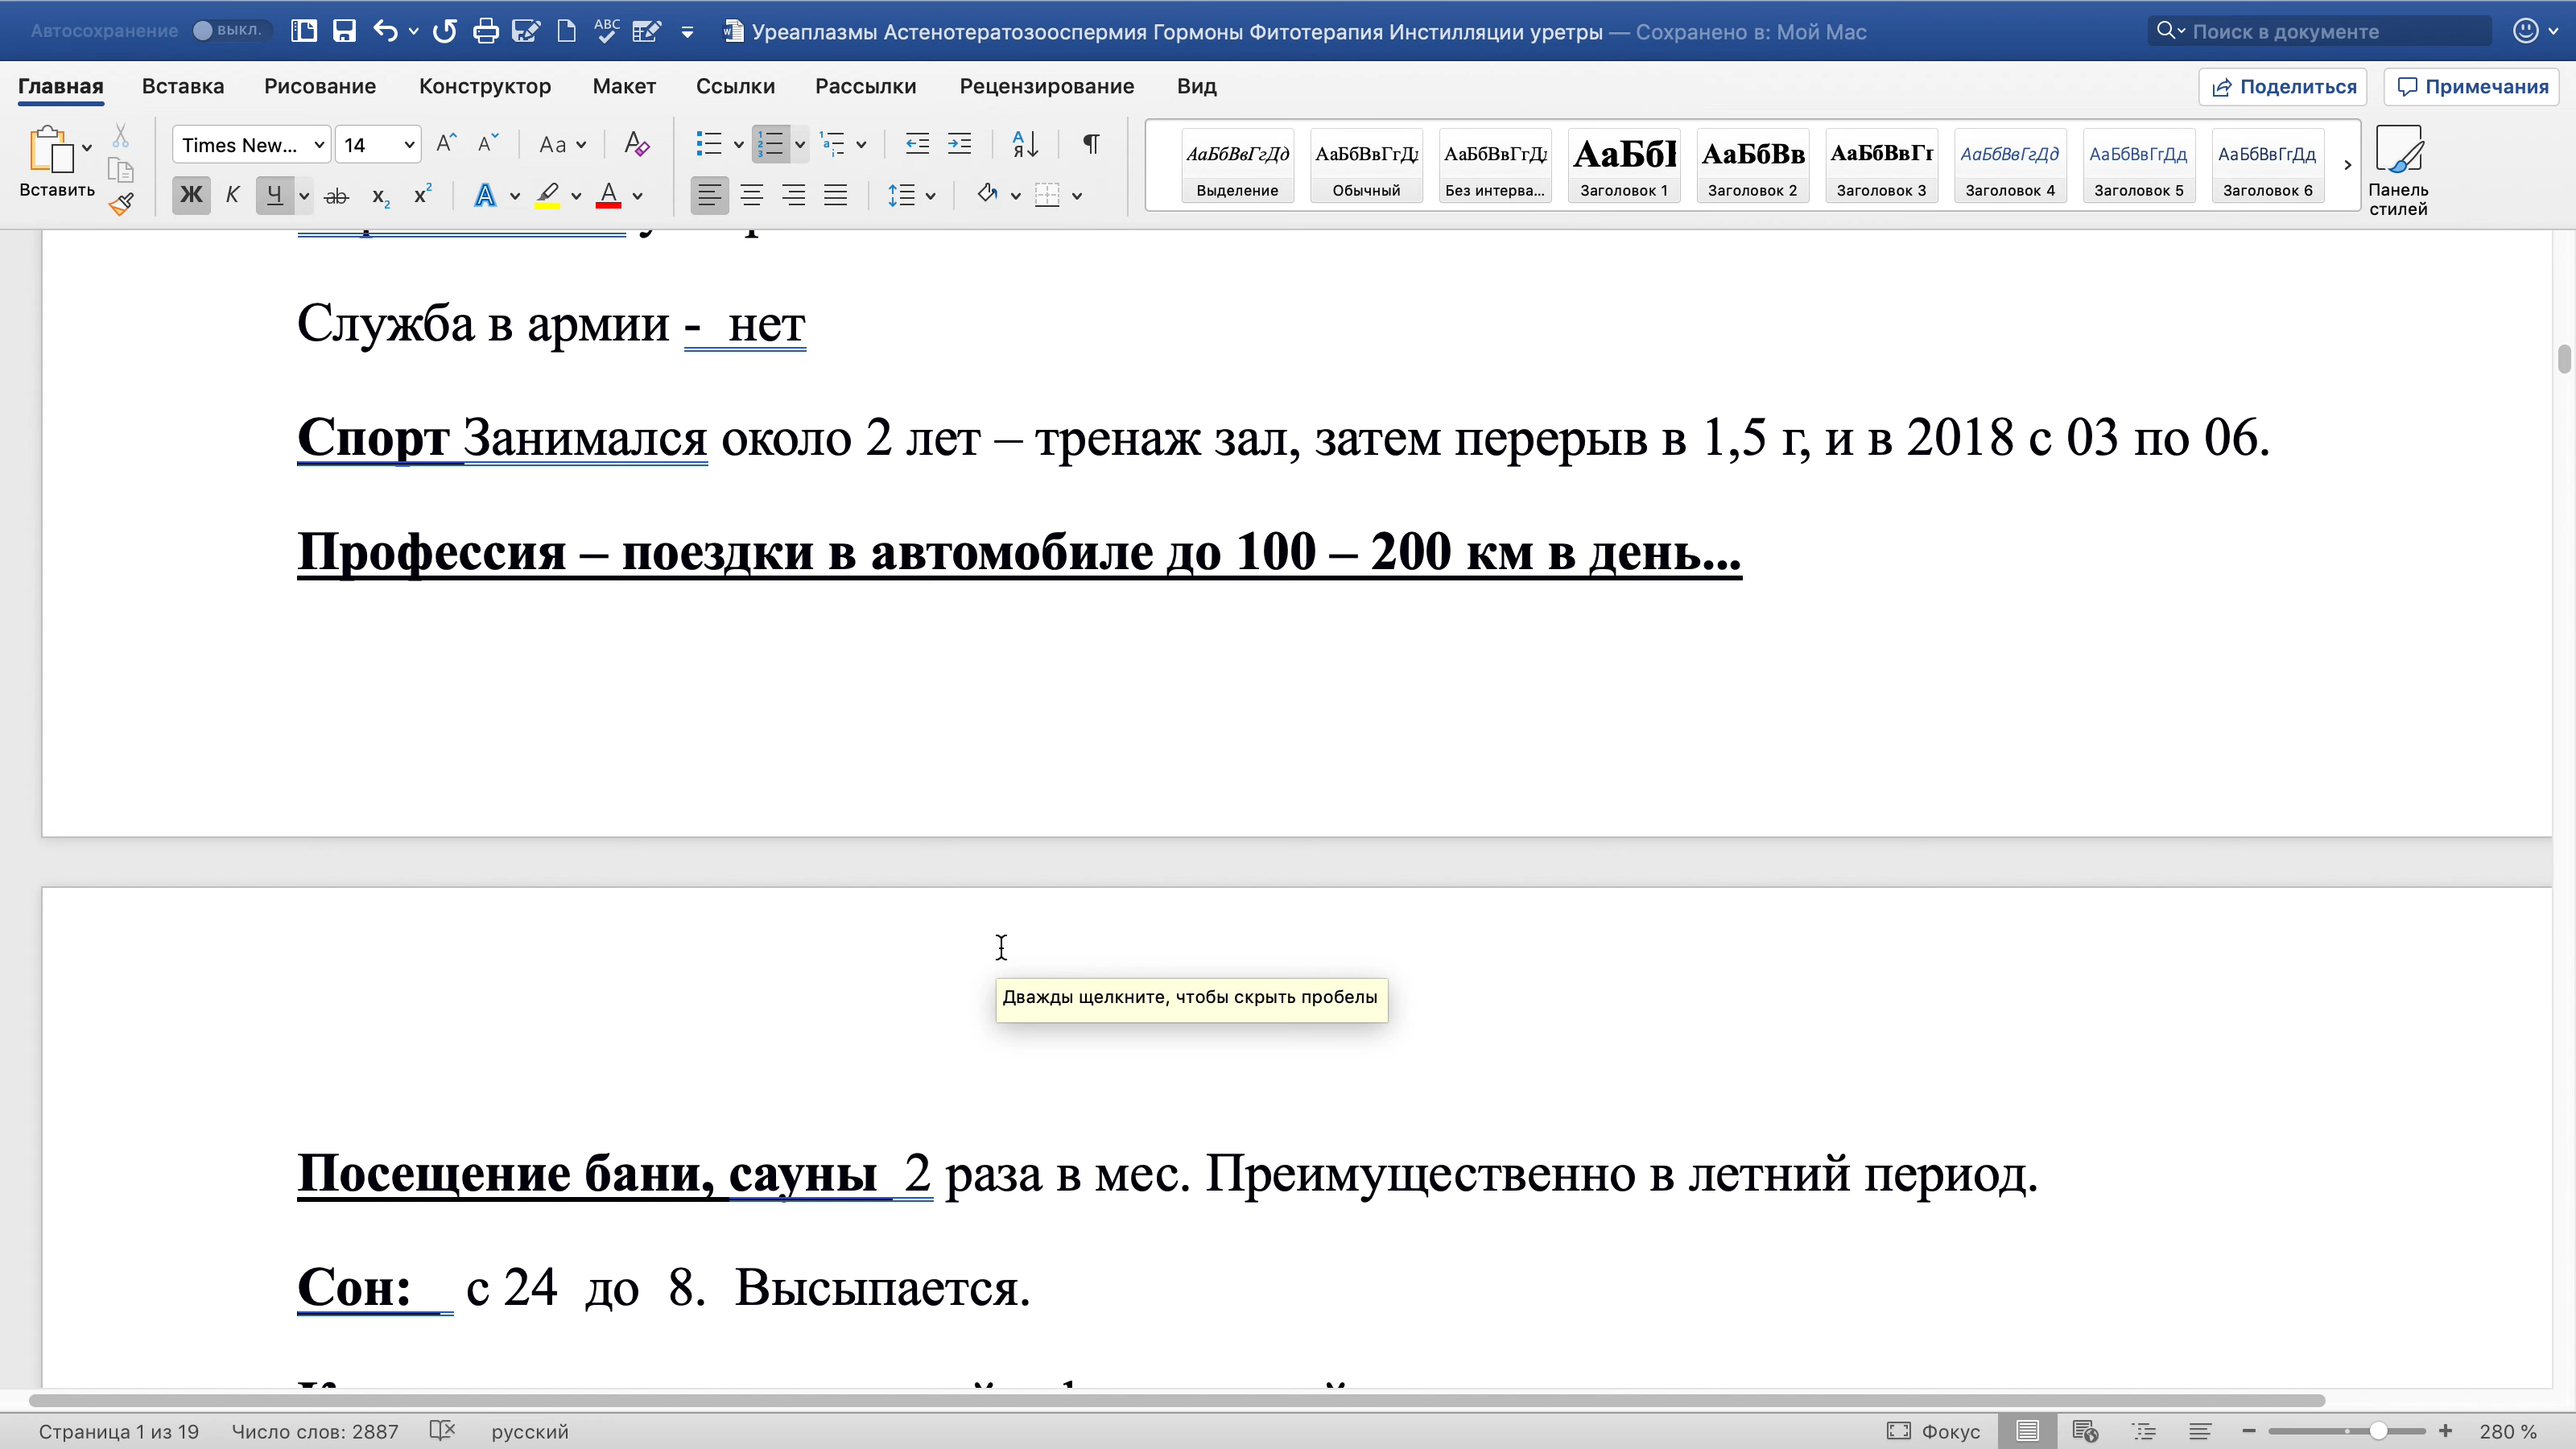 Автосохранение ВЫКЛ. ABC Уреаплазмы Астенотератозооспермия Гормоны Фитотерапия Инстилляции уретры — Сохранено в: Мой Mac Поиск в документе
Главная Вставка Рисование Конструктор Макет Ссылки Рассылки Рецензирование Вид Поделиться Примечания
Вставить Times New... 14
Ж К Ч ab X₂ X² A A
АаБбВвГгДд АаБбВвГгДд АаБбВвГгДд АаБбІ АаБбВв АаБбВвГг АаБбВвГгДд АаБбВвГгДд АаБбВвГгДд
Выделение Обычный Без интерва... Заголовок 1 Заголовок 2 Заголовок 3 Заголовок 4 Заголовок 5 Заголовок 6
Панель
стилей
Служба в армии - нет
Спорт Занимался около 2 лет – тренаж зал, затем перерыв в 1,5 г, и в 2018 с 03 по 06.
Профессия – поездки в автомобиле до 100 – 200 км в день...
Дважды щелкните, чтобы скрыть пробелы
Посещение бани, сауны 2 раза в мес. Преимущественно в летний период.
Сон: с 24 до 8. Высыпается.
Страница 1 из 19 Число слов: 2887 русский Фокус 280 %